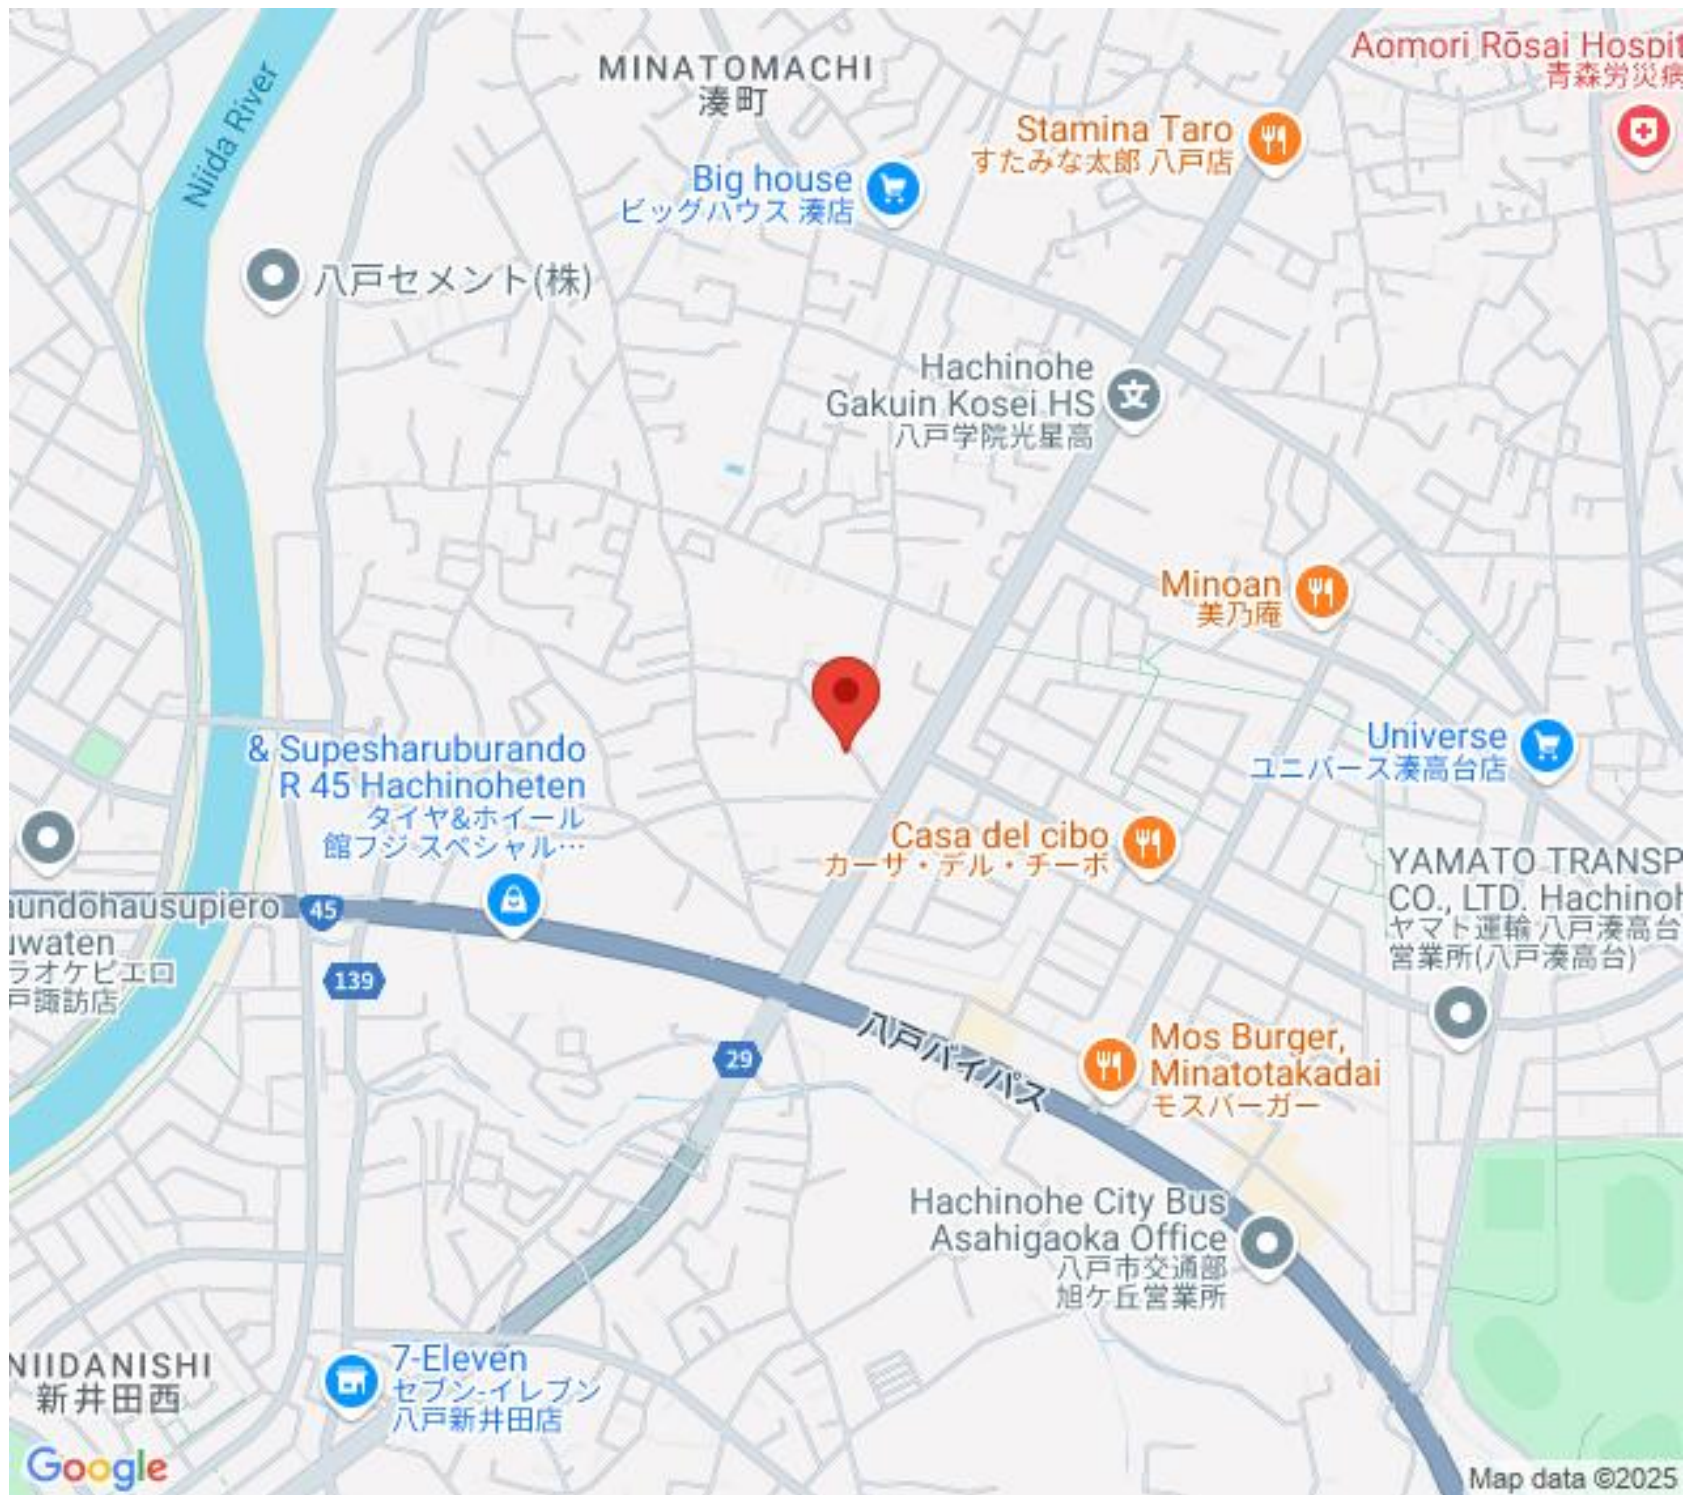 Aomori Rōsai Hospit
青森労災病
MINATOMACHI
湊町
Stamina Taro
すたみな太郎 八戸店
Big house
ビッグハウス 湊店
Niida River
八戸セメント(株)
Hachinohe
Gakuin Kosei HS
八戸学院光星高
Minoan
美乃庵
Universe
ユニバース湊高台店
& Supesharuburando
R 45 Hachinoheten
タイヤ&ホイール
館フジ スペシャル…
Casa del cibo
カーサ・デル・チーボ
YAMATO TRANSP
CO., LTD. Hachinoh
ヤマト運輸 八戸湊高台
営業所(八戸湊高台)
undohausupiero
waten
ラオケピエロ
戸諏訪店
45
139
29
八戸バイパス
Mos Burger,
Minatotakadai
モスバーガー
Hachinohe City Bus
Asahigaoka Office
八戸市交通部
旭ケ丘営業所
NIIDANISHI
新井田西
7-Eleven
セブン-イレブン
八戸新井田店
Google
Map data ©2025